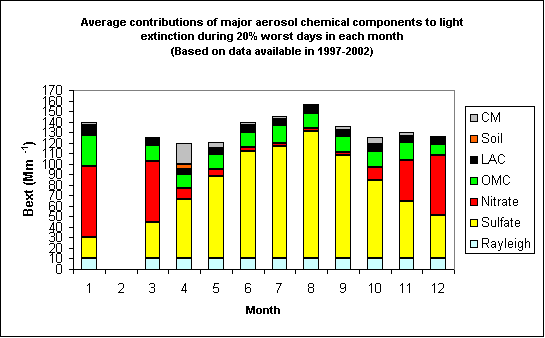 Average contributions of major aerosol chemical components to light
extinction during 20% worst days in each month
(Based on data available in 1997-2002)
170
160
150
140
130
120
110
100
90
80
70
60
50
40
30
20
10
0
Bext (Mm⁻¹)
1 2 3 4 5 6 7 8 9 10 11 12
Month
CM
Soil
LAC
OMC
Nitrate
Sulfate
Rayleigh